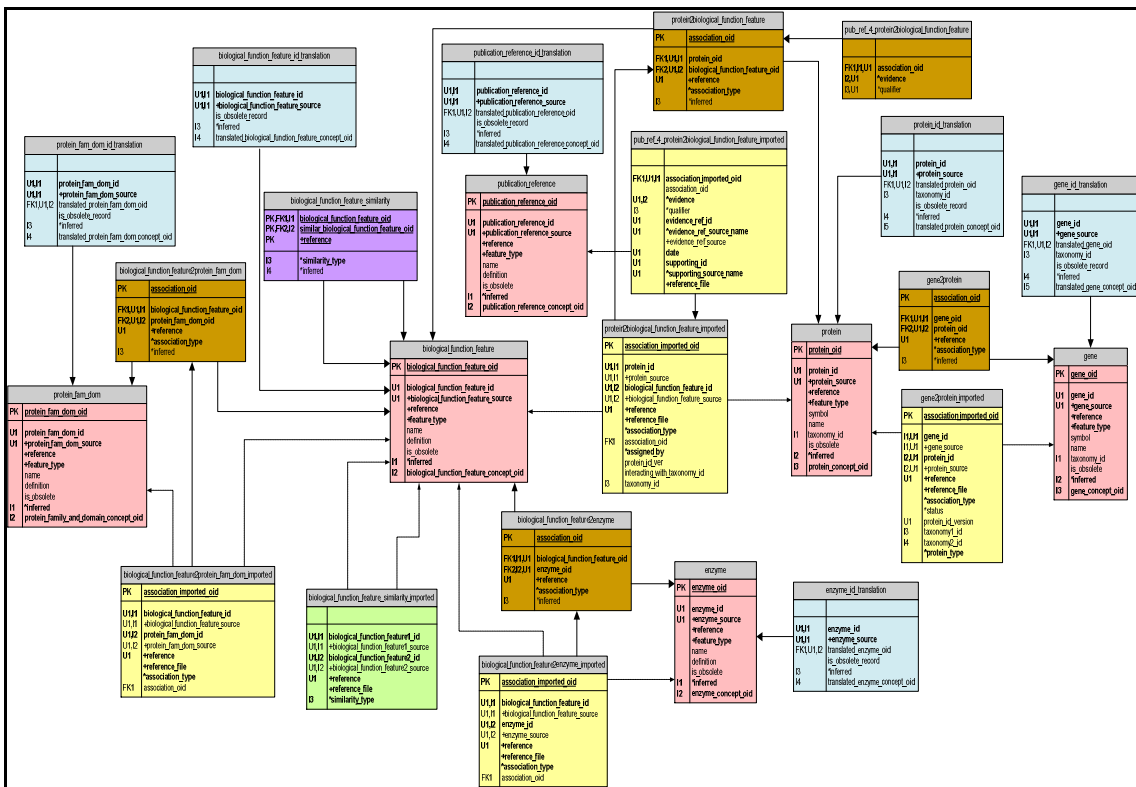 protein2biological_function_feature
PK association_oid
FK1,U1,I1 protein_oid
FK2,U1,I2 biological_function_feature_oid
U1 +reference
*association_type
I3 *inferred
pub_ref_4_protein2biological_function_feature
FK1,I1,U1 association_oid
I2,U1 *evidence
I3,U1 *qualifier
biological_function_feature_id_translation
U1,I1 biological_function_feature_id
U1,I1 +biological_function_feature_source
is_obsolete_record
I3 *inferred
I4 translated_biological_function_feature_concept_oid
publication_reference_id_translation
U1,I1 publication_reference_id
U1,I1 +publication_reference_source
FK1,U1,I2 translated_publication_reference_oid
is_obsolete_record
I3 *inferred
I4 translated_publication_reference_concept_oid
protein_id_translation
U1,I1 protein_id
U1,I1 +protein_source
FK1,U1,I2 translated_protein_oid
I3 taxonomy_id
is_obsolete_record
I4 *inferred
I5 translated_protein_concept_oid
protein_fam_dom_id_translation
U1,I1 protein_fam_dom_id
U1,I1 +protein_fam_dom_source
FK1,U1,I2 translated_protein_fam_dom_oid
is_obsolete_record
I3 *inferred
I4 translated_protein_fam_dom_concept_oid
pub_ref_4_protein2biological_function_feature_imported
FK1,U1,I1 association_imported_oid
association_oid
U1,I2 *evidence
I3 *qualifier
U1 evidence_ref_id
U1 *evidence_ref_source_name
+evidence_ref_source
U1 date
U1 supporting_id
U1 *supporting_source_name
+reference_file
gene_id_translation
U1,I1 gene_id
U1,I1 +gene_source
FK1,U1,I2 translated_gene_oid
I3 taxonomy_id
is_obsolete_record
I4 *inferred
I5 translated_gene_concept_oid
publication_reference
PK publication_reference_oid
U1 publication_reference_id
U1 +publication_reference_source
+reference
+feature_type
name
definition
is_obsolete
I1 *inferred
I2 publication_reference_concept_oid
biological_function_feature_similarity
PK,FK1,I1 biological_function_feature_oid
PK,FK2,I2 similar_biological_function_feature_oid
PK +reference
I3 *similarity_type
I4 *inferred
biological_function_feature2protein_fam_dom
PK association_oid
FK1,U1,I1 biological_function_feature_oid
FK2,U1,I2 protein_fam_dom_oid
U1 +reference
*association_type
I3 *inferred
gene2protein
PK association_oid
FK1,U1,I1 gene_oid
FK2,U1,I2 protein_oid
U1 +reference
*association_type
I3 *inferred
protein2biological_function_feature_imported
PK association_imported_oid
U1,I1 protein_id
U1,I1 +protein_source
U1,I2 biological_function_feature_id
U1,I2 +biological_function_feature_source
U1 +reference
+reference_file
*association_type
FK1 association_oid
*assigned_by
protein_id_ver
interacting_with_taxonomy_id
I3 taxonomy_id
protein
PK protein_oid
U1 protein_id
U1 +protein_source
+reference
+feature_type
symbol
name
I1 taxonomy_id
is_obsolete
I2 *inferred
I3 protein_concept_oid
biological_function_feature
PK biological_function_feature_oid
U1 biological_function_feature_id
U1 +biological_function_feature_source
+reference
+feature_type
name
definition
is_obsolete
I1 *inferred
I2 biological_function_feature_concept_oid
gene
PK gene_oid
U1 gene_id
U1 +gene_source
+reference
+feature_type
symbol
name
I1 taxonomy_id
is_obsolete
I2 *inferred
I3 gene_concept_oid
protein_fam_dom
PK protein_fam_dom_oid
U1 protein_fam_dom_id
U1 +protein_fam_dom_source
+reference
+feature_type
name
definition
is_obsolete
I1 *inferred
I2 protein_family_and_domain_concept_oid
gene2protein_imported
PK association_imported_oid
I1,U1 gene_id
I1,U1 +gene_source
I2,U1 protein_id
I2,U1 +protein_source
U1 +reference
+reference_file
*association_type
*status
U1 protein_id_version
I3 taxonomy1_id
I4 taxonomy2_id
*protein_type
biological_function_feature2enzyme
PK association_oid
FK1,I1,U1 biological_function_feature_oid
FK2,I2,U1 enzyme_oid
U1 +reference
*association_type
I3 *inferred
biological_function_feature2protein_fam_dom_imported
PK association_imported_oid
U1,I1 biological_function_feature_id
U1,I1 +biological_function_feature_source
U1,I2 protein_fam_dom_id
U1,I2 +protein_fam_dom_source
U1 +reference
+reference_file
*association_type
FK1 association_oid
biological_function_feature_similarity_imported
U1,I1 biological_function_feature1_id
U1,I1 +biological_function_feature1_source
U1,I2 biological_function_feature2_id
U1,I2 +biological_function_feature2_source
U1 +reference
+reference_file
I3 *similarity_type
enzyme
PK enzyme_oid
U1 enzyme_id
U1 +enzyme_source
+reference
+feature_type
name
definition
is_obsolete
I1 *inferred
I2 enzyme_concept_oid
enzyme_id_translation
U1,I1 enzyme_id
U1,I1 +enzyme_source
FK1,U1,I2 translated_enzyme_oid
is_obsolete_record
I3 *inferred
I4 translated_enzyme_concept_oid
biological_function_feature2enzyme_imported
PK association_imported_oid
U1,I1 biological_function_feature_id
U1,I1 +biological_function_feature_source
U1,I2 enzyme_id
U1,I2 +enzyme_source
U1 +reference
+reference_file
*association_type
FK1 association_oid